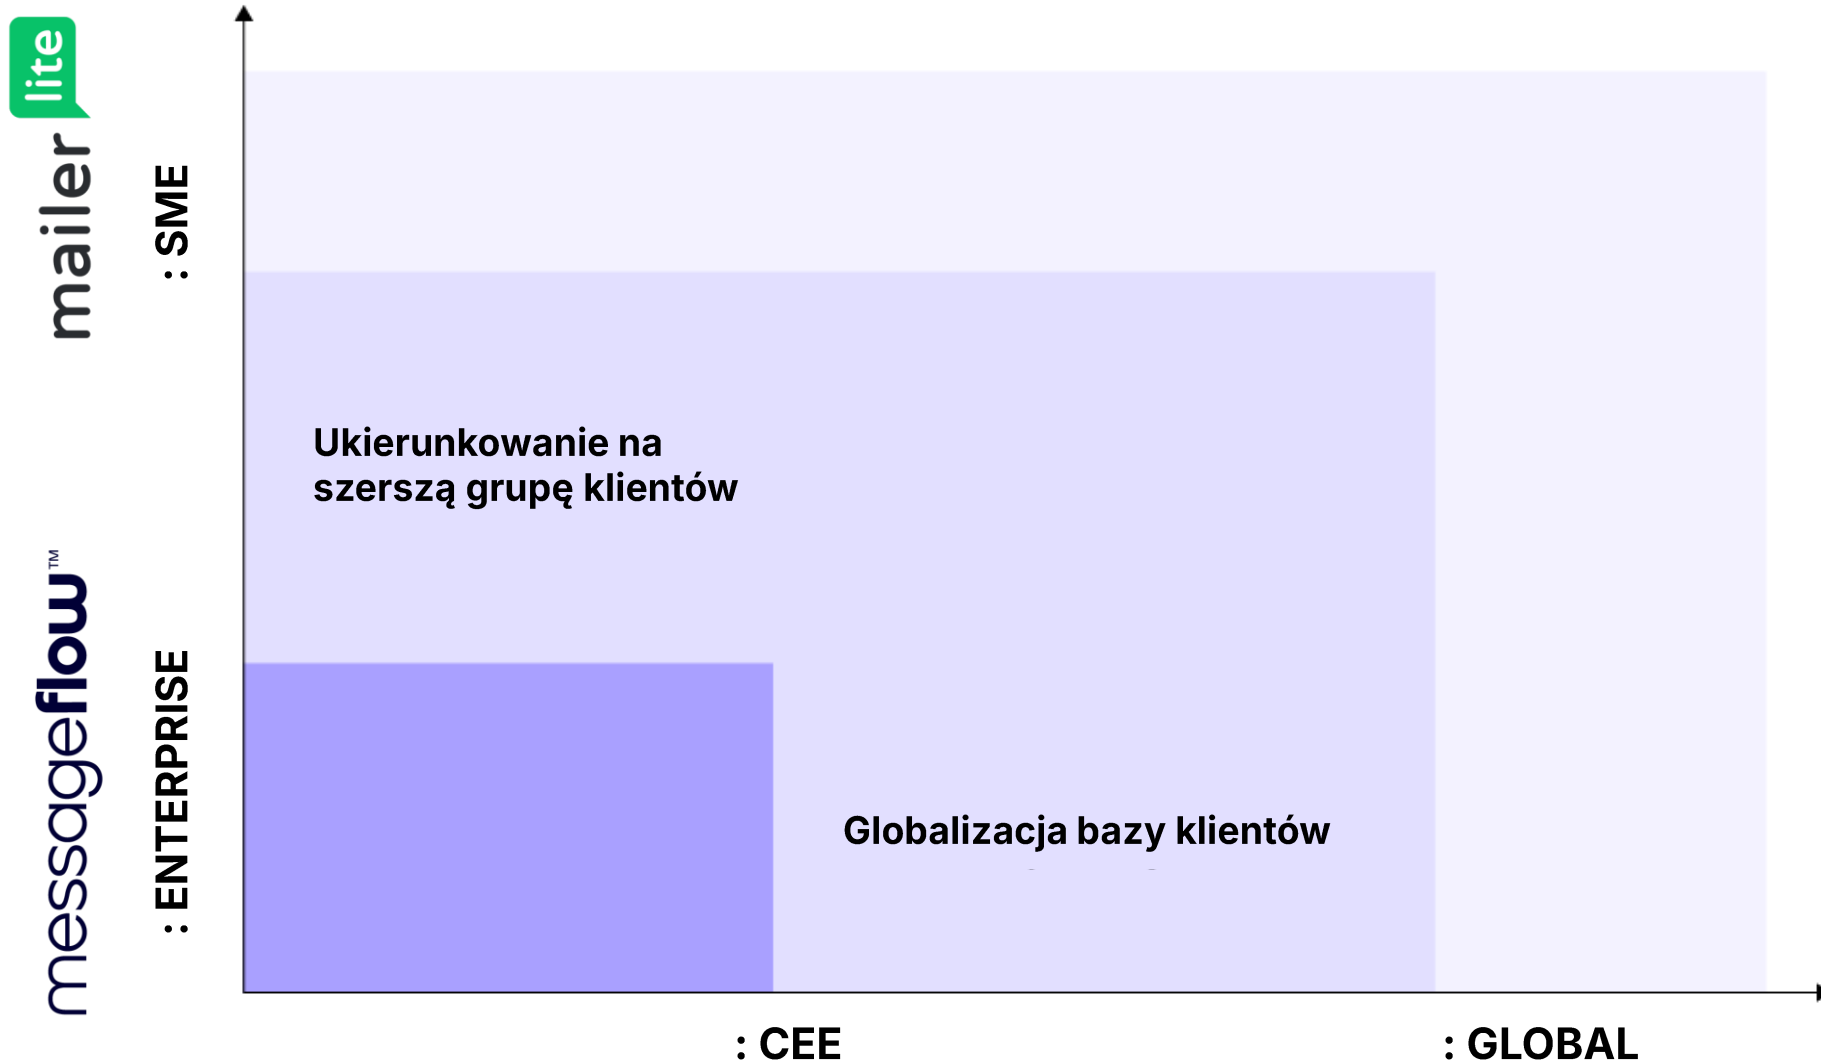 mailer lite
: SME
Ukierunkowanie na
szerszą grupę klientów
messageflow™
: ENTERPRISE
Globalizacja bazy klientów
: CEE
: GLOBAL